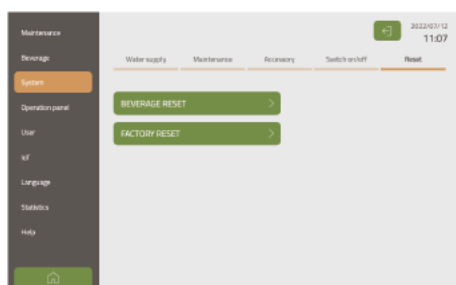 Maintenance
Beverage
System
Operation panel
User
IoT
Language
Statistics
Help
2022/07/12
11:07
Water supply Maintenance Accessory Switch on/off Reset
BEVERAGE RESET
FACTORY RESET